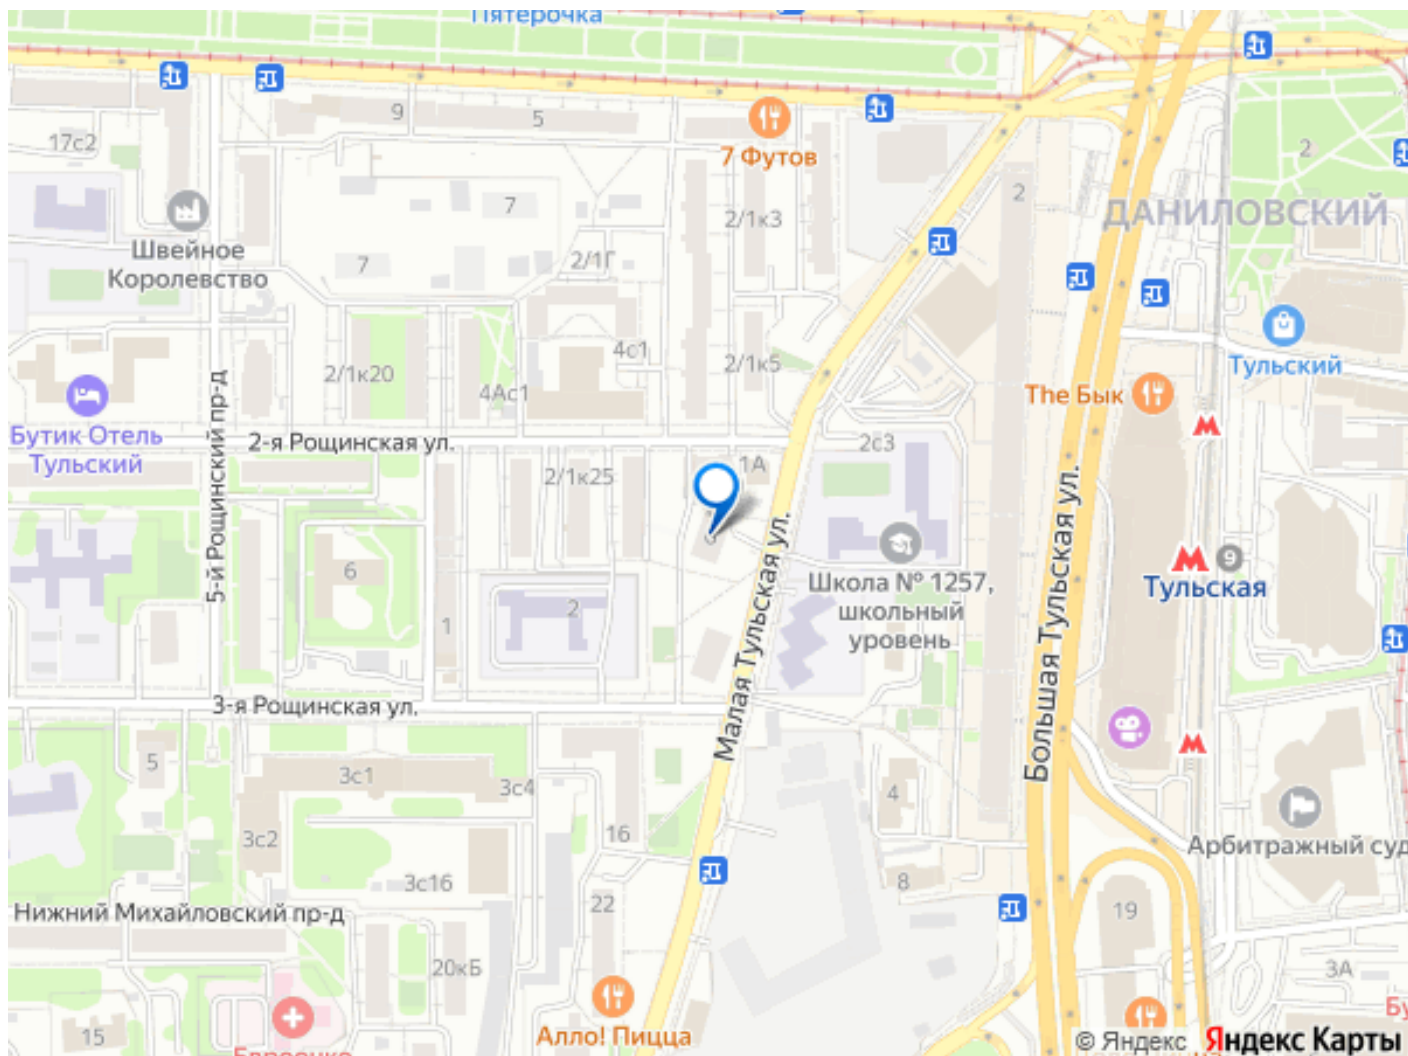 Пятёрочка
9
5
17с2
7 Футов
2
2
ДАНИЛОВСКИЙ
7
2/1к3
Швейное
Королевство
7
2/1Г
4с1
2/1к5
2/1к20
Тульский
4Ас1
The Бык
Бутик Отель
Тульский
5-й Рощинский пр-д
2-я Рощинская ул.
2с3
1А
2/1к25
Малая Тульская ул.
Большая Тульская ул.
Школа № 1257,
школьный
уровень
9
Тульская
6
2
1
3-я Рощинская ул.
5
3с1
3с4
3с2
16
4
Арбитражный суд
3с16
8
22
19
Нижний Михайловский пр-д
20кБ
3А
15
Алло! Пицца
© Яндекс Яндекс Карты